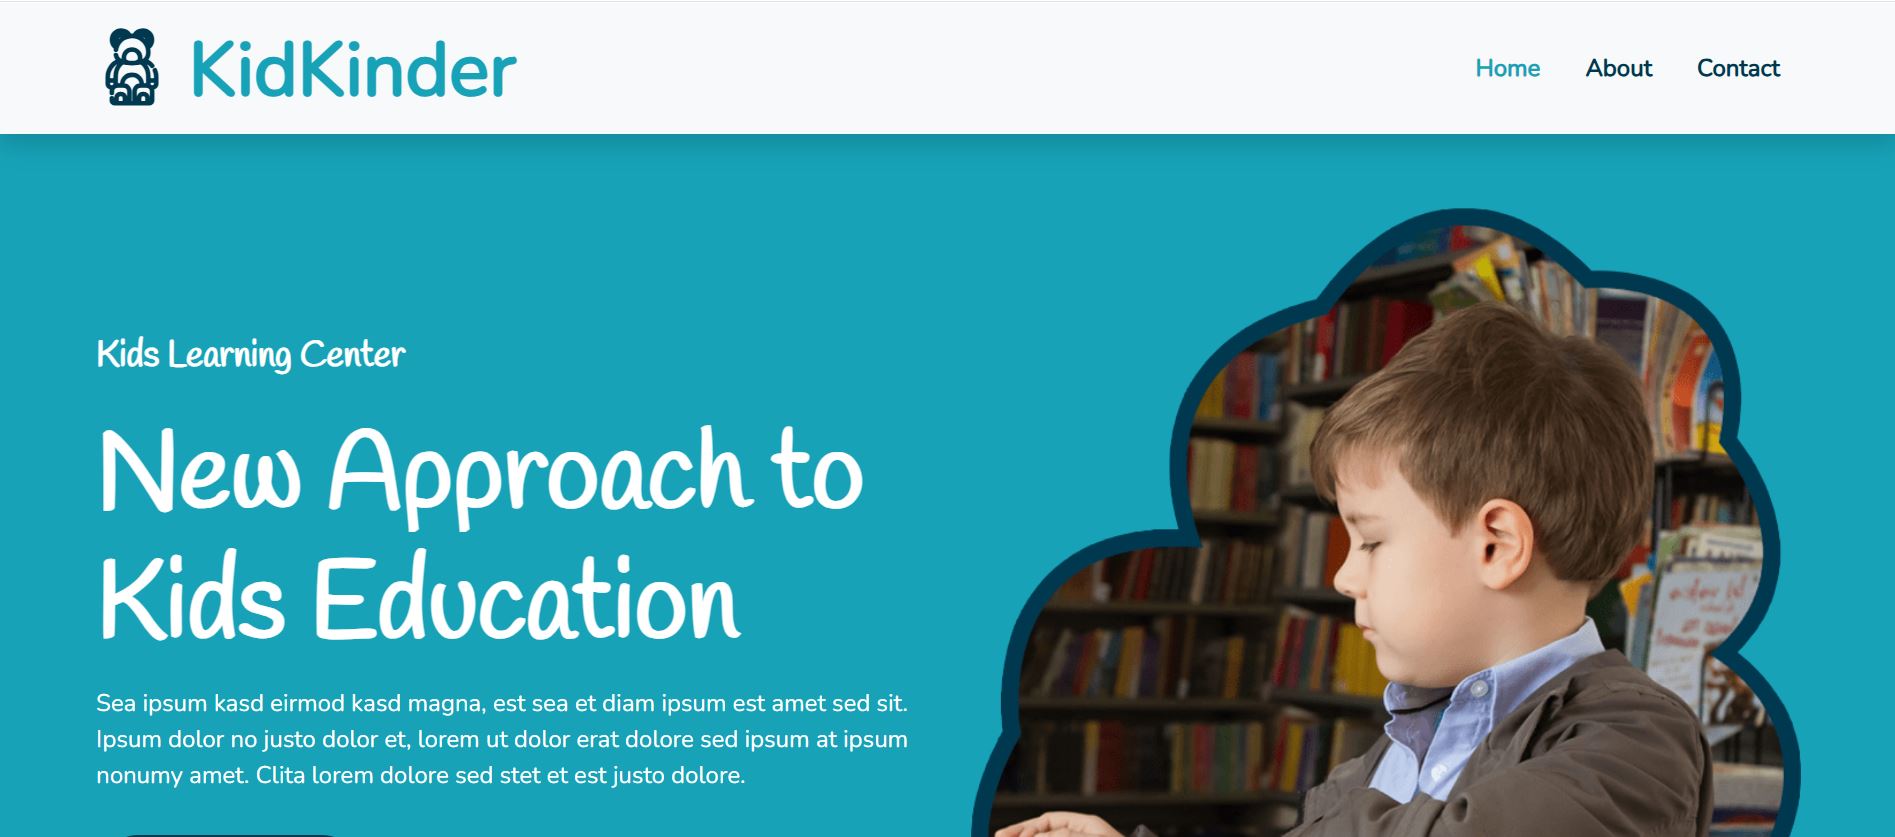 KidKinder
Home About Contact
Kids Learning Center
New Approach to
Kids Education
Sea ipsum kasd eirmod kasd magna, est sea et diam ipsum est amet sed sit.
Ipsum dolor no justo dolor et, lorem ut dolor erat dolore sed ipsum at ipsum
nonumy amet. Clita lorem dolore sed stet et est justo dolore.